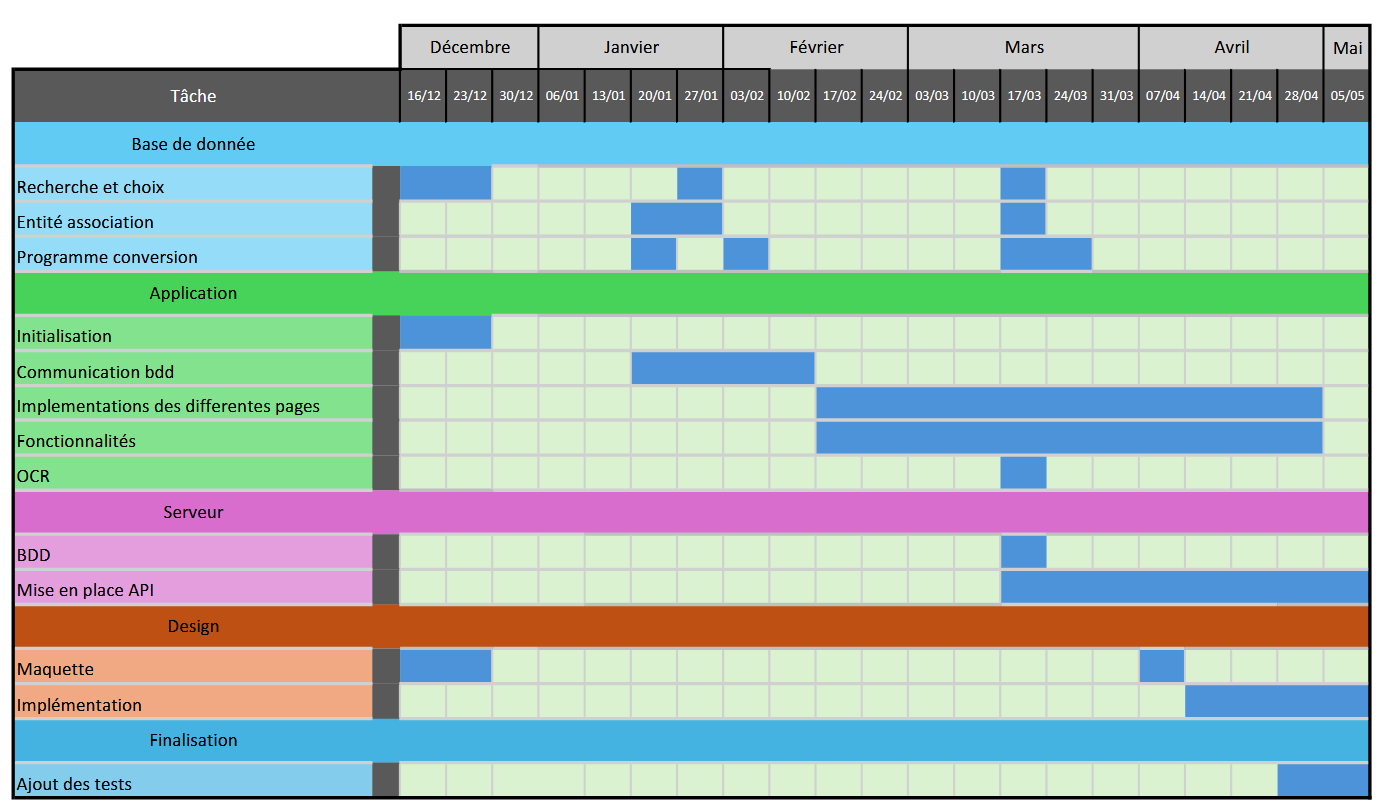 Décembre Janvier Février Mars Avril Mai
Tâche 16/12 23/12 30/12 06/01 13/01 20/01 27/01 03/02 10/02 17/02 24/02 03/03 10/03 17/03 24/03 31/03 07/04 14/04 21/04 28/04 05/05
Base de donnée
Recherche et choix
Entité association
Programme conversion
Application
Initialisation
Communication bdd
Implementations des differentes pages
Fonctionnalités
OCR
Serveur
BDD
Mise en place API
Design
Maquette
Implémentation
Finalisation
Ajout des tests